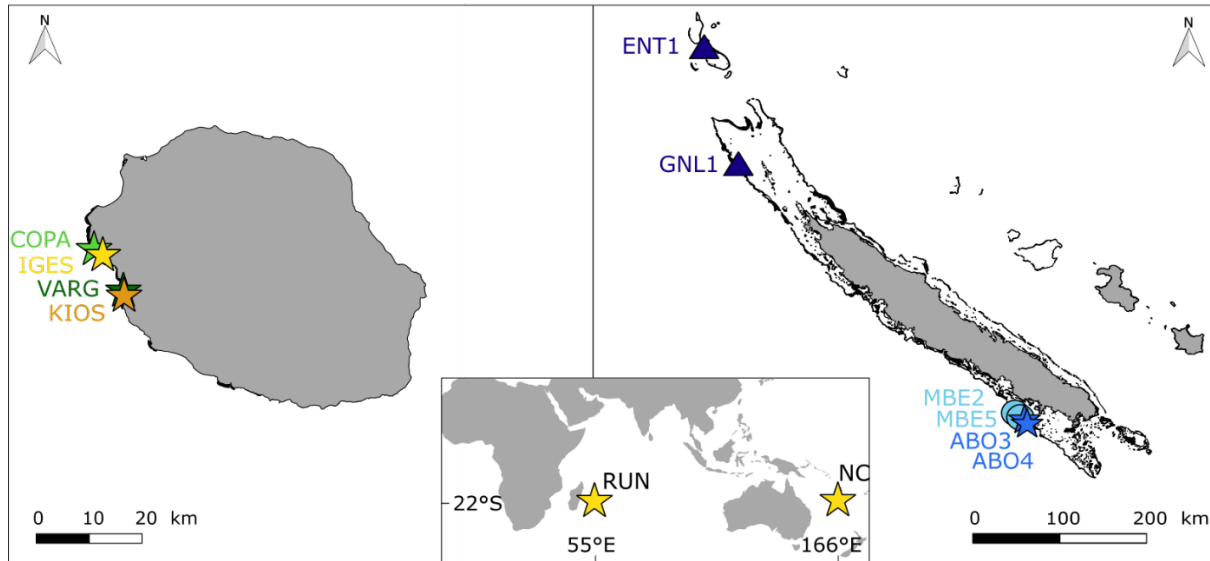 N
COPA
IGES
VARG
KIOS
0 10 20 km
N
ENT1
GNL1
MBE2
MBE5
ABO3
ABO4
0 100 200 km
RUN
NC
22°S
55°E
166°E